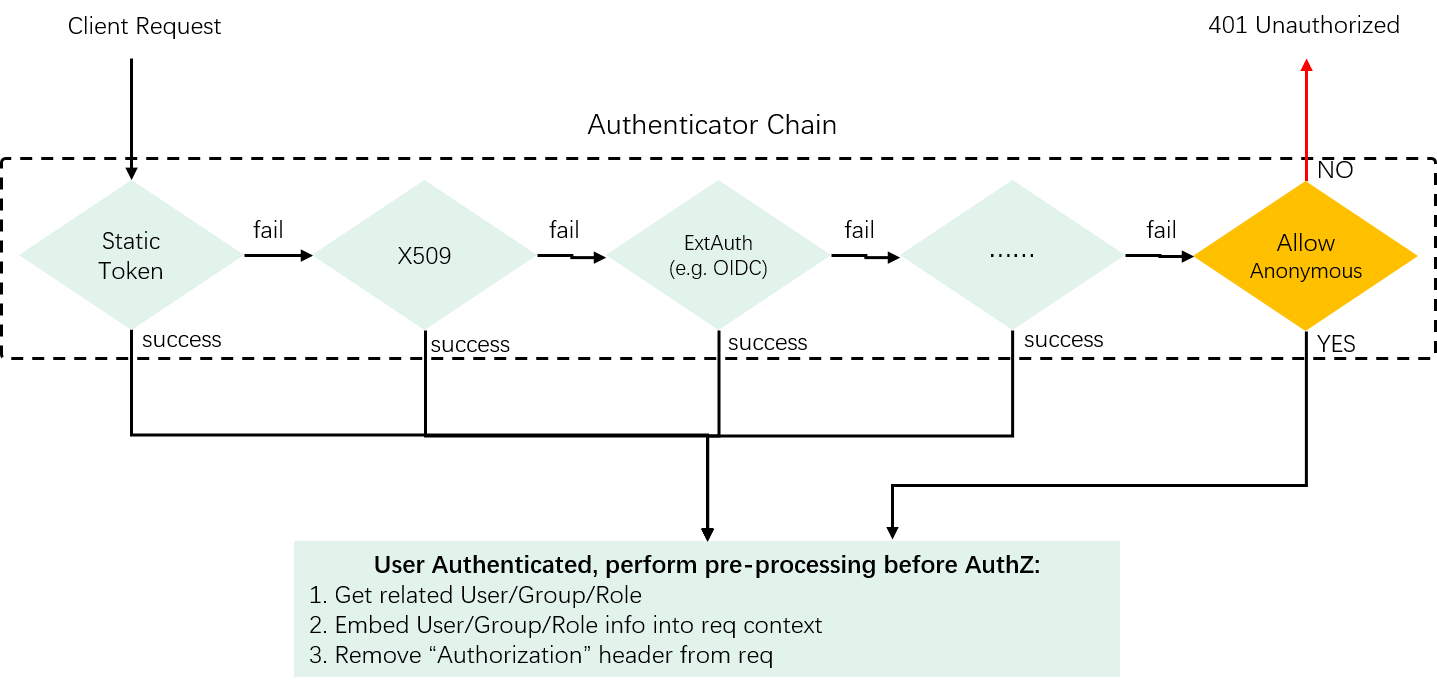 Client Request
401 Unauthorized
Authenticator Chain
NO
Static
Token
fail
X509
fail
ExtAuth
(e.g. OIDC)
fail
······
fail
Allow
Anonymous
success
success
success
success
YES
User Authenticated, perform pre-processing before AuthZ:
1. Get related User/Group/Role
2. Embed User/Group/Role info into req context
3. Remove “Authorization” header from req